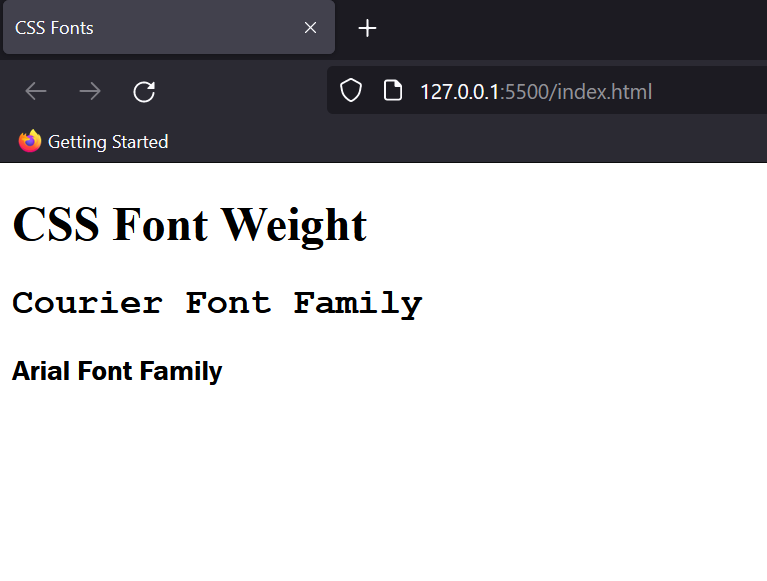 CSS Fonts
127.0.0.1:5500/index.html
Getting Started
CSS Font Weight
Courier Font Family
Arial Font Family